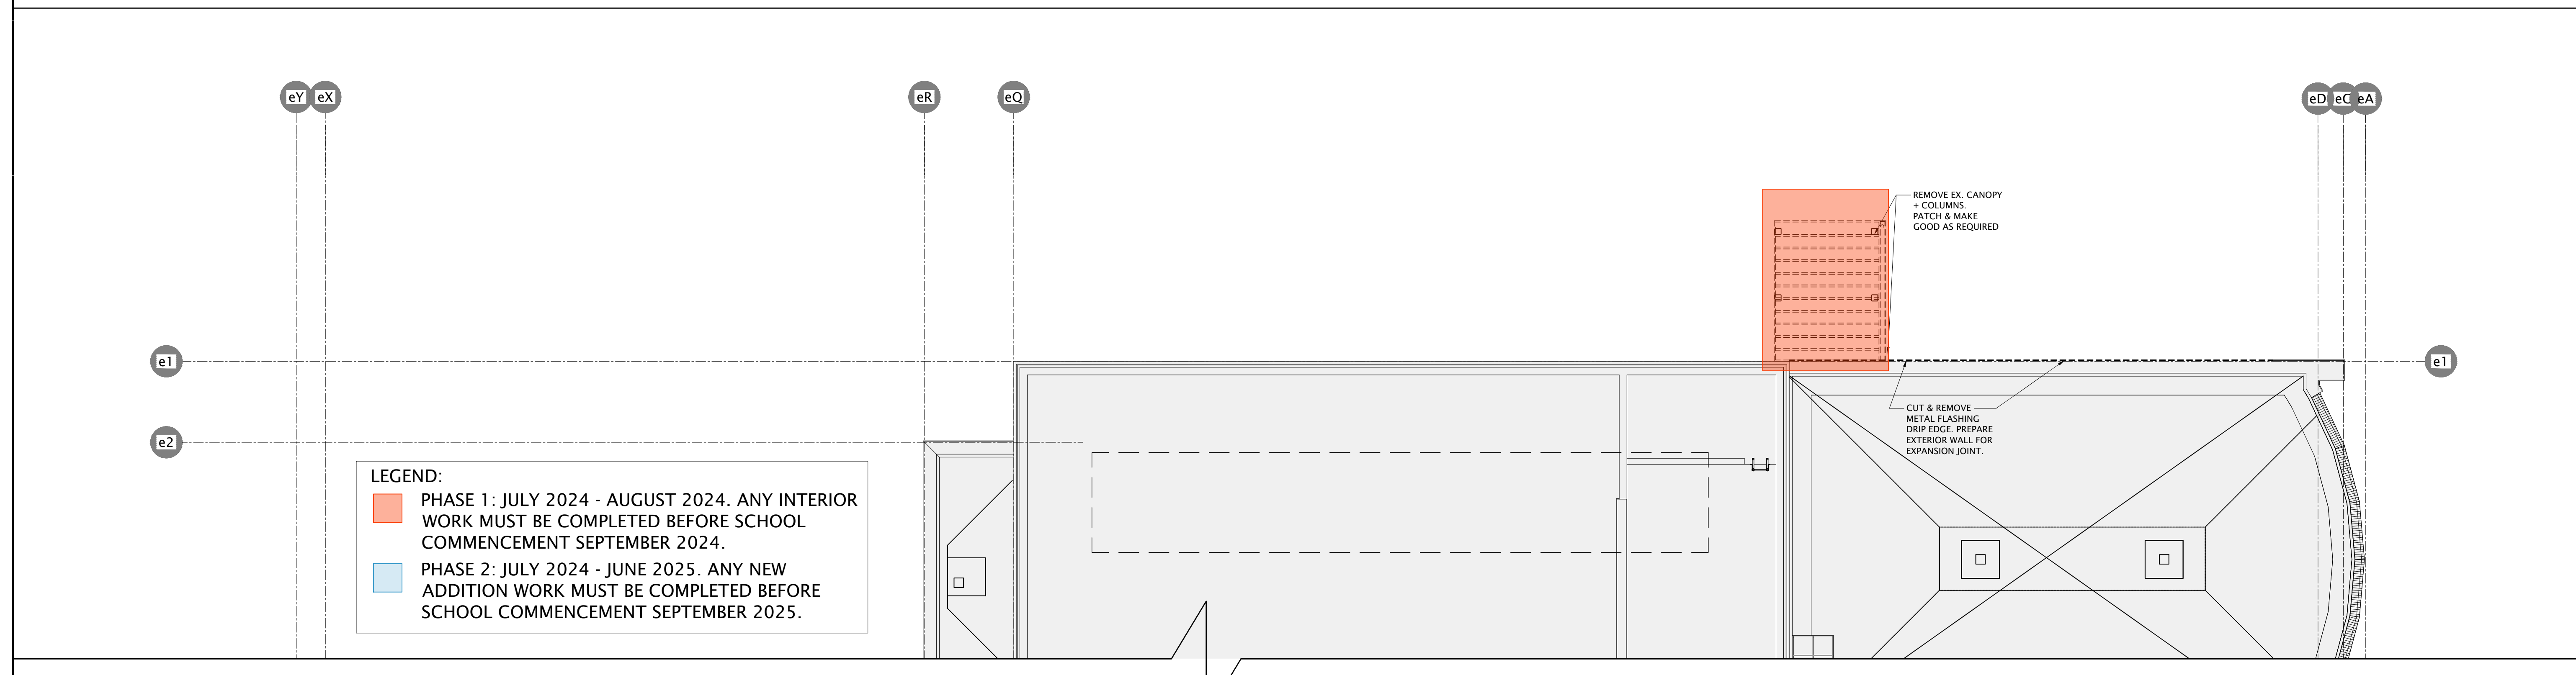 eY
eX
eR
eQ
eD
eC
eA
REMOVE EX. CANOPY
+ COLUMNS.
PATCH & MAKE
GOOD AS REQUIRED
e1
e1
CUT & REMOVE
METAL FLASHING
DRIP EDGE. PREPARE
EXTERIOR WALL FOR
EXPANSION JOINT.
e2
LEGEND:
PHASE 1: JULY 2024 - AUGUST 2024. ANY INTERIOR
WORK MUST BE COMPLETED BEFORE SCHOOL
COMMENCEMENT SEPTEMBER 2024.
PHASE 2: JULY 2024 - JUNE 2025. ANY NEW
ADDITION WORK MUST BE COMPLETED BEFORE
SCHOOL COMMENCEMENT SEPTEMBER 2025.